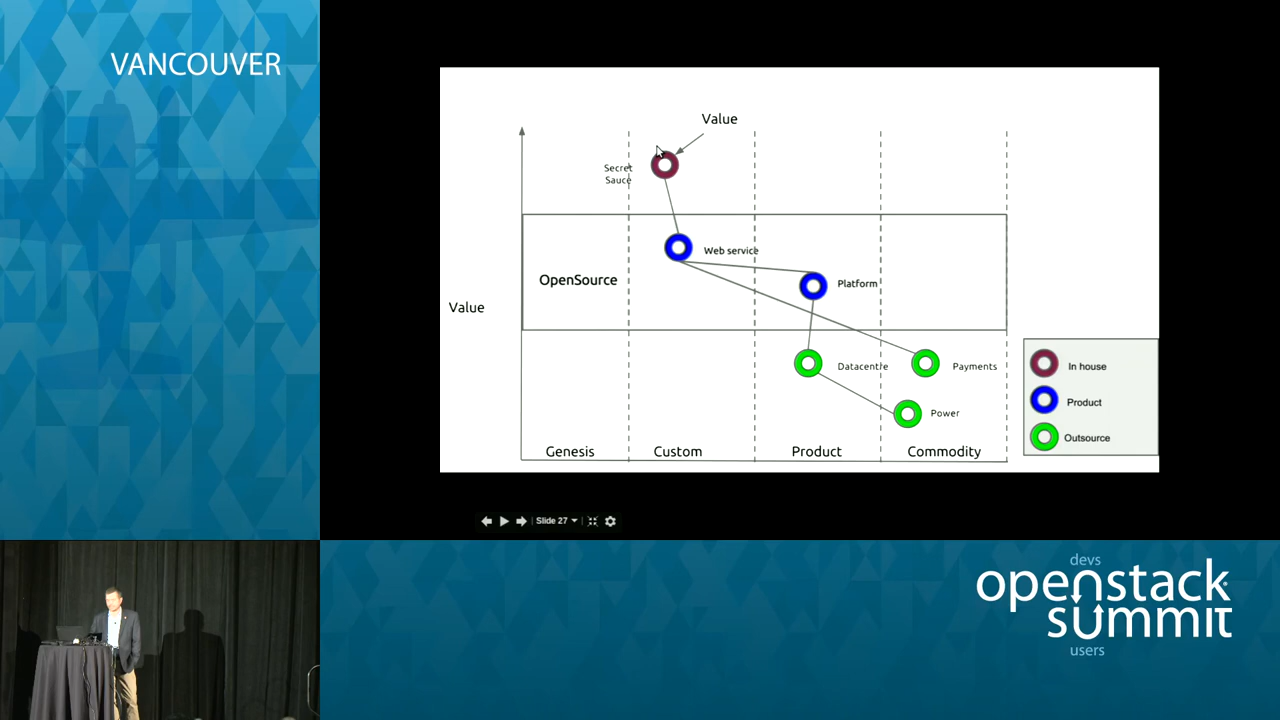 VANCOUVER
Value
Secret
Sauce
Web service
OpenSource
Platform
Value
Datacentre
Payments
Power
Genesis
Custom
Product
Commodity
In house
Product
Outsource
Slide 27
devs
openstack
summit
users